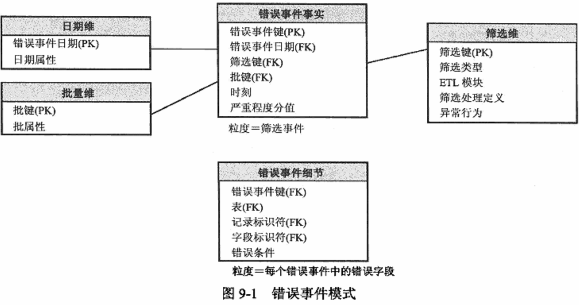 日期维
错误事件日期(PK)
日期属性
批量维
批键(PK)
批属性
错误事件事实
错误事件键(PK)
错误事件日期(FK)
筛选键(FK)
批键(FK)
时刻
严重程度分值
粒度＝筛选事件
筛选维
筛选键(PK)
筛选类型
ETL 模块
筛选处理定义
异常行为
错误事件细节
错误事件键(FK)
表(FK)
记录标识符(FK)
字段标识符(FK)
错误条件
粒度＝每个错误事件中的错误字段
图 9-1 错误事件模式